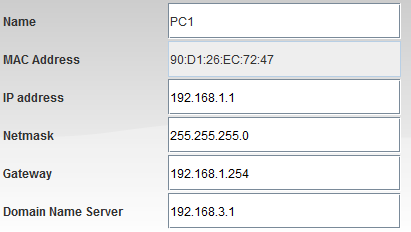 Name PC1
MAC Address 90:D1:26:EC:72:47
IP address 192.168.1.1
Netmask 255.255.255.0
Gateway 192.168.1.254
Domain Name Server 192.168.3.1